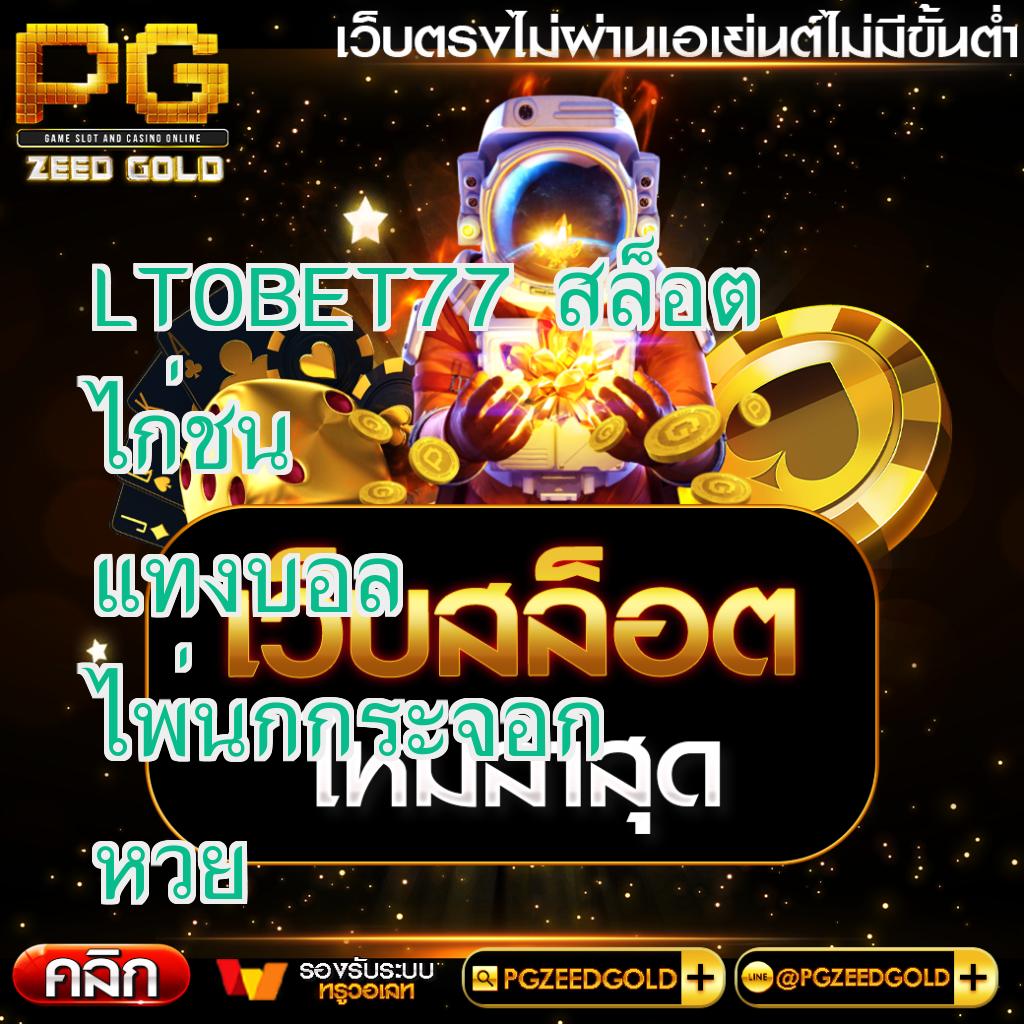 เว็บตรงไม่ผ่านเอเย่นต์ไม่มีขั้นต่ำ
PG
GAME SLOT AND CASINO ONLINE
ZEED GOLD
LTOBET77 สล็อต
ไก่ชน
แทงบอล
เว็บสล็อต
ไพ่นกกระจอก
ใหม่ล่าสุด
หวย
คลิก
รองรับระบบ
ทรูวอเลท
PGZEEDGOLD +
LINE @PGZEEDGOLD +